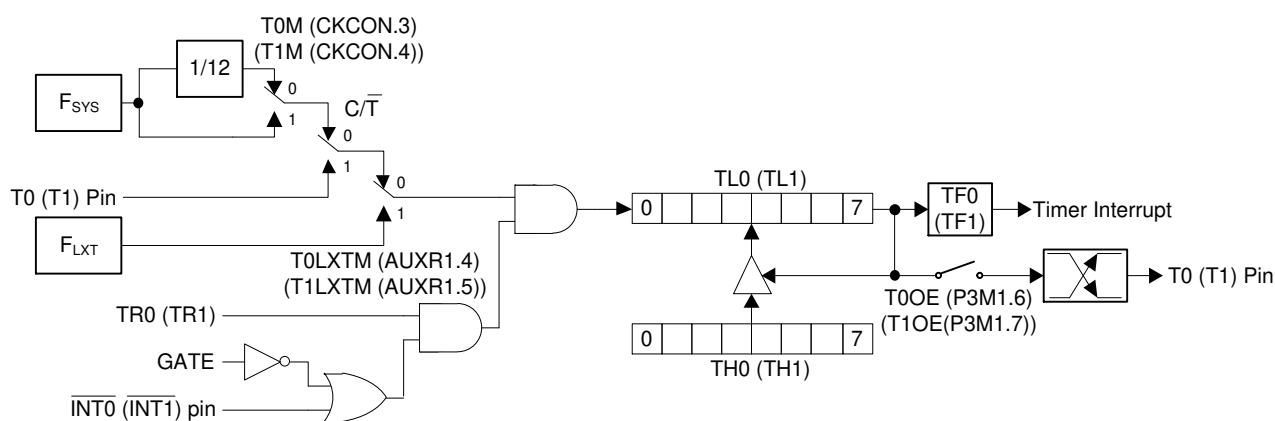 T0M (CKCON.3)
(T1M (CKCON.4))
1/12
FSYS
0
1
C/T̅
0
1
T0 (T1) Pin
0
1
FLXT
T0LXTM (AUXR1.4)
(T1LXTM (AUXR1.5))
TR0 (TR1)
GATE
I̅N̅T̅0̅ (I̅N̅T̅1̅) pin
TL0 (TL1)
0 7
TF0
(TF1)
Timer Interrupt
T0OE (P3M1.6)
(T1OE(P3M1.7))
T0 (T1) Pin
0 7
TH0 (TH1)